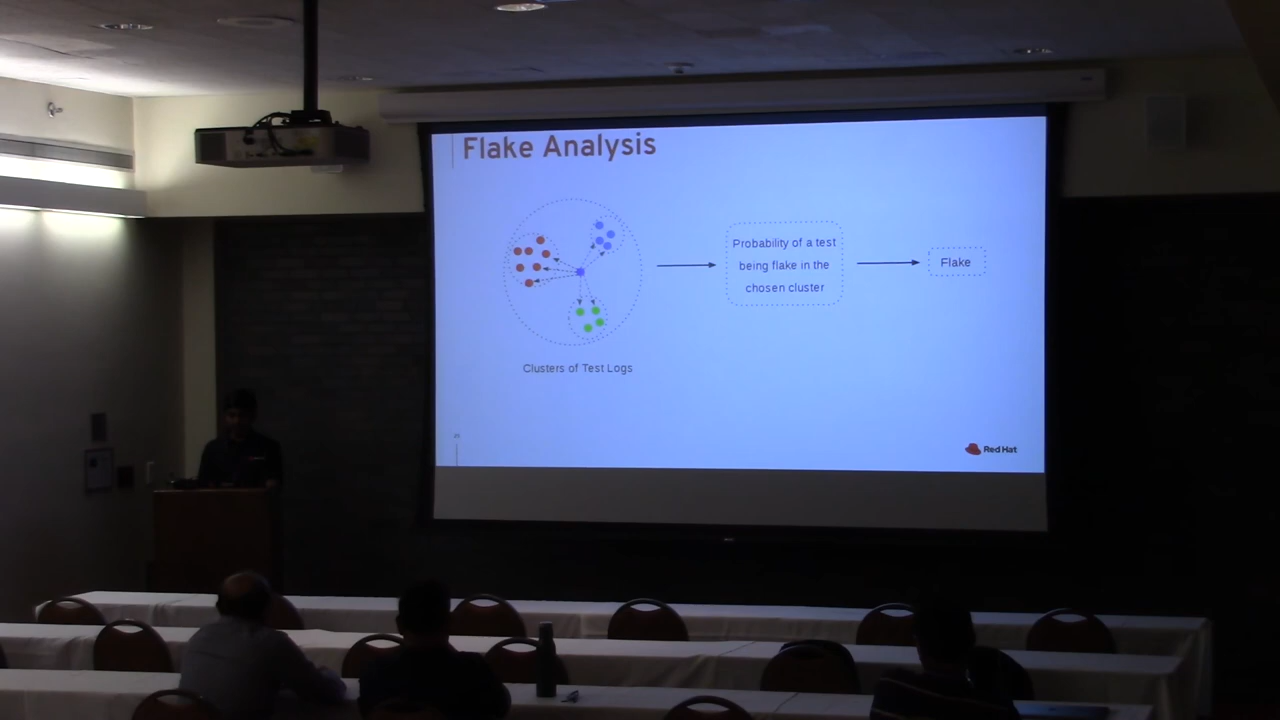 Flake Analysis
Probability of a test
being flake in the
chosen cluster
Flake
Clusters of Test Logs
Red Hat